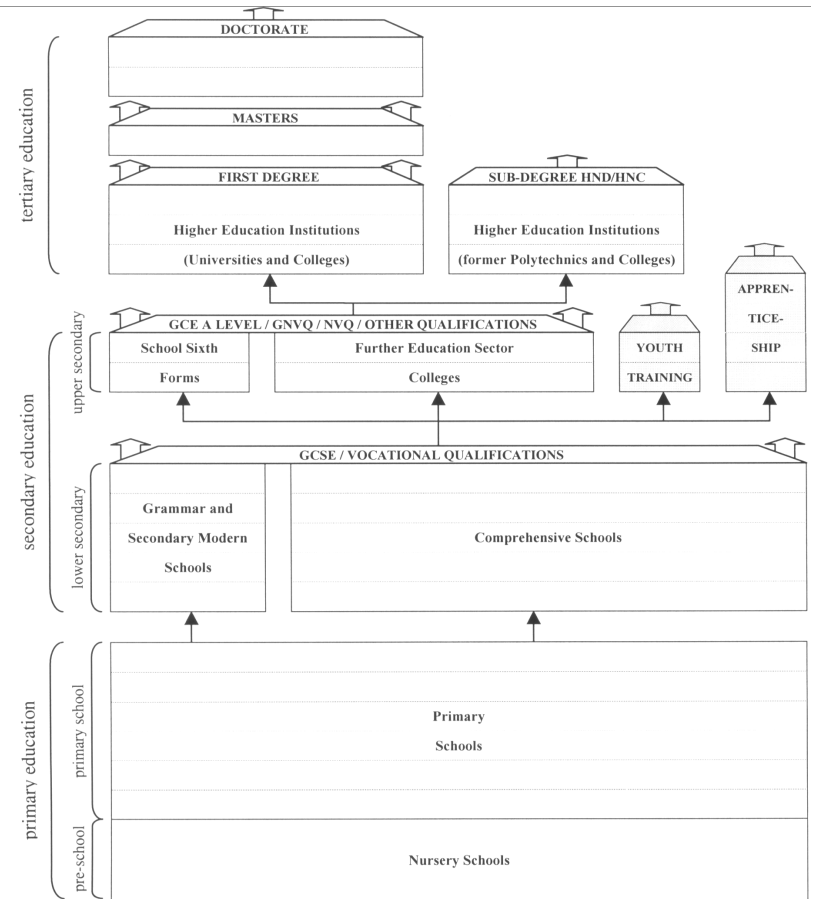 DOCTORATE
MASTERS
FIRST DEGREE
SUB-DEGREE HND/HNC
Higher Education Institutions
(Universities and Colleges)
Higher Education Institutions
(former Polytechnics and Colleges)
tertiary education
APPREN-
TICE-
SHIP
GCE A LEVEL / GNVQ / NVQ / OTHER QUALIFICATIONS
School Sixth
Forms
Further Education Sector
Colleges
YOUTH
TRAINING
upper secondary
secondary education
GCSE / VOCATIONAL QUALIFICATIONS
Grammar and
Secondary Modern
Schools
Comprehensive Schools
lower secondary
primary education
primary school
Primary
Schools
pre-school
Nursery Schools